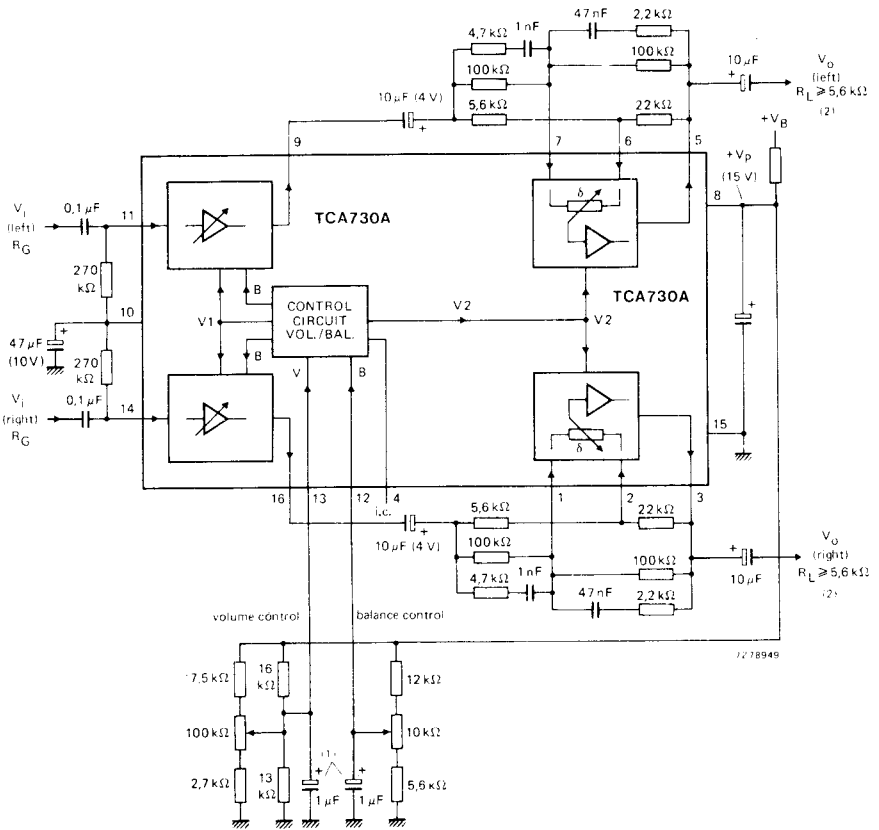 1 nF
47 nF
2,2 kΩ
4,7 kΩ
100 kΩ
100 kΩ
10 µF
+
Vo
(left)
RL ⩾ 5,6 kΩ
(2)
10 µF (4 V)
+
5,6 kΩ
22 kΩ
+VB
9
7
6
5
+Vp
(15 V)
8
Vi
(left)
RG
0,1 µF
11
TCA730A
δ
270
kΩ
B
CONTROL
CIRCUIT
VOL./BAL.
V1
V2
V2
TCA730A
10
+
47 µF
(10V)
+
270
kΩ
B
V
B
Vi
(right)
RG
0,1 µF
14
15
δ
16
13
12
4
i.c.
1
2
3
10 µF (4 V)
+
5,6 kΩ
22 kΩ
100 kΩ
100 kΩ
4,7 kΩ
1 nF
47 nF
2,2 kΩ
+
10 µF
Vo
(right)
RL ⩾ 5,6 kΩ
(2)
volume control
balance control
7278949
7,5 kΩ
16
kΩ
12 kΩ
100 kΩ
10 kΩ
(1)
+
+
2,7 kΩ
13
kΩ
1 µF
1 µF
5,6 kΩ